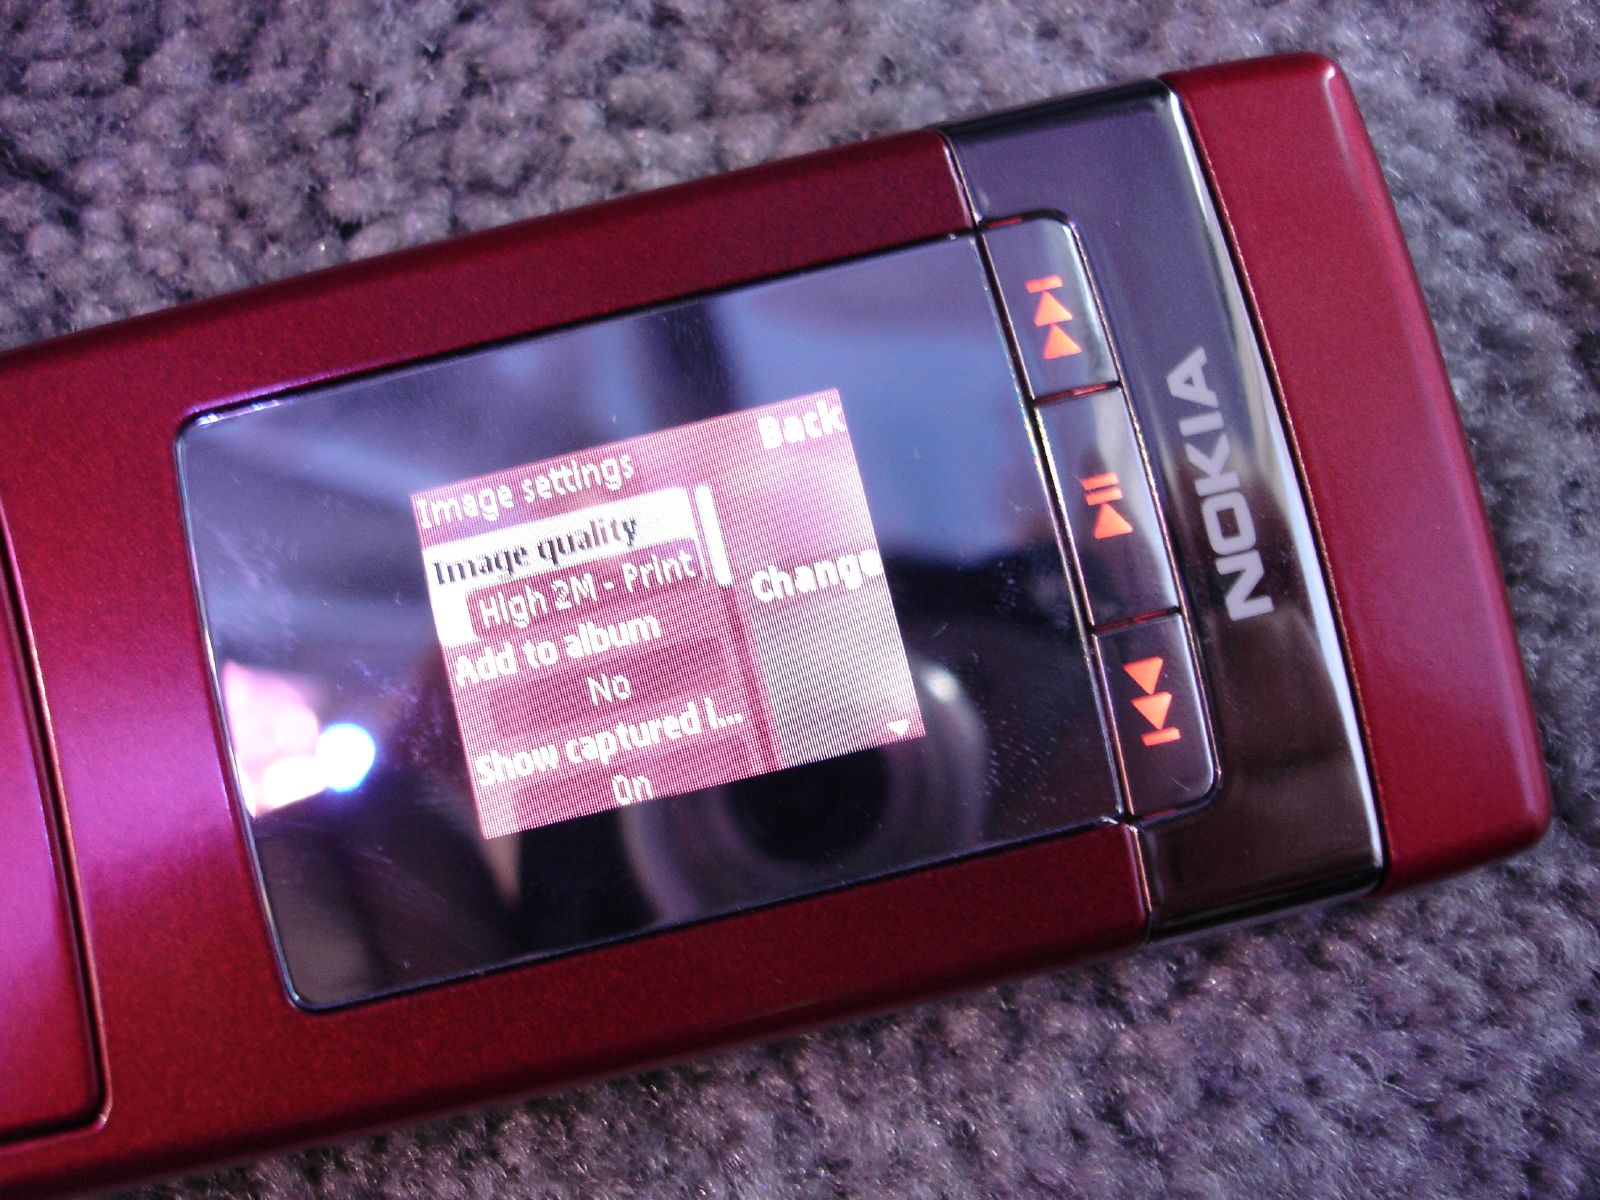 Image settings
Image quality
High 2M - Print
Add to album
No
Show captured i...
On
Back
Change
NOKIA